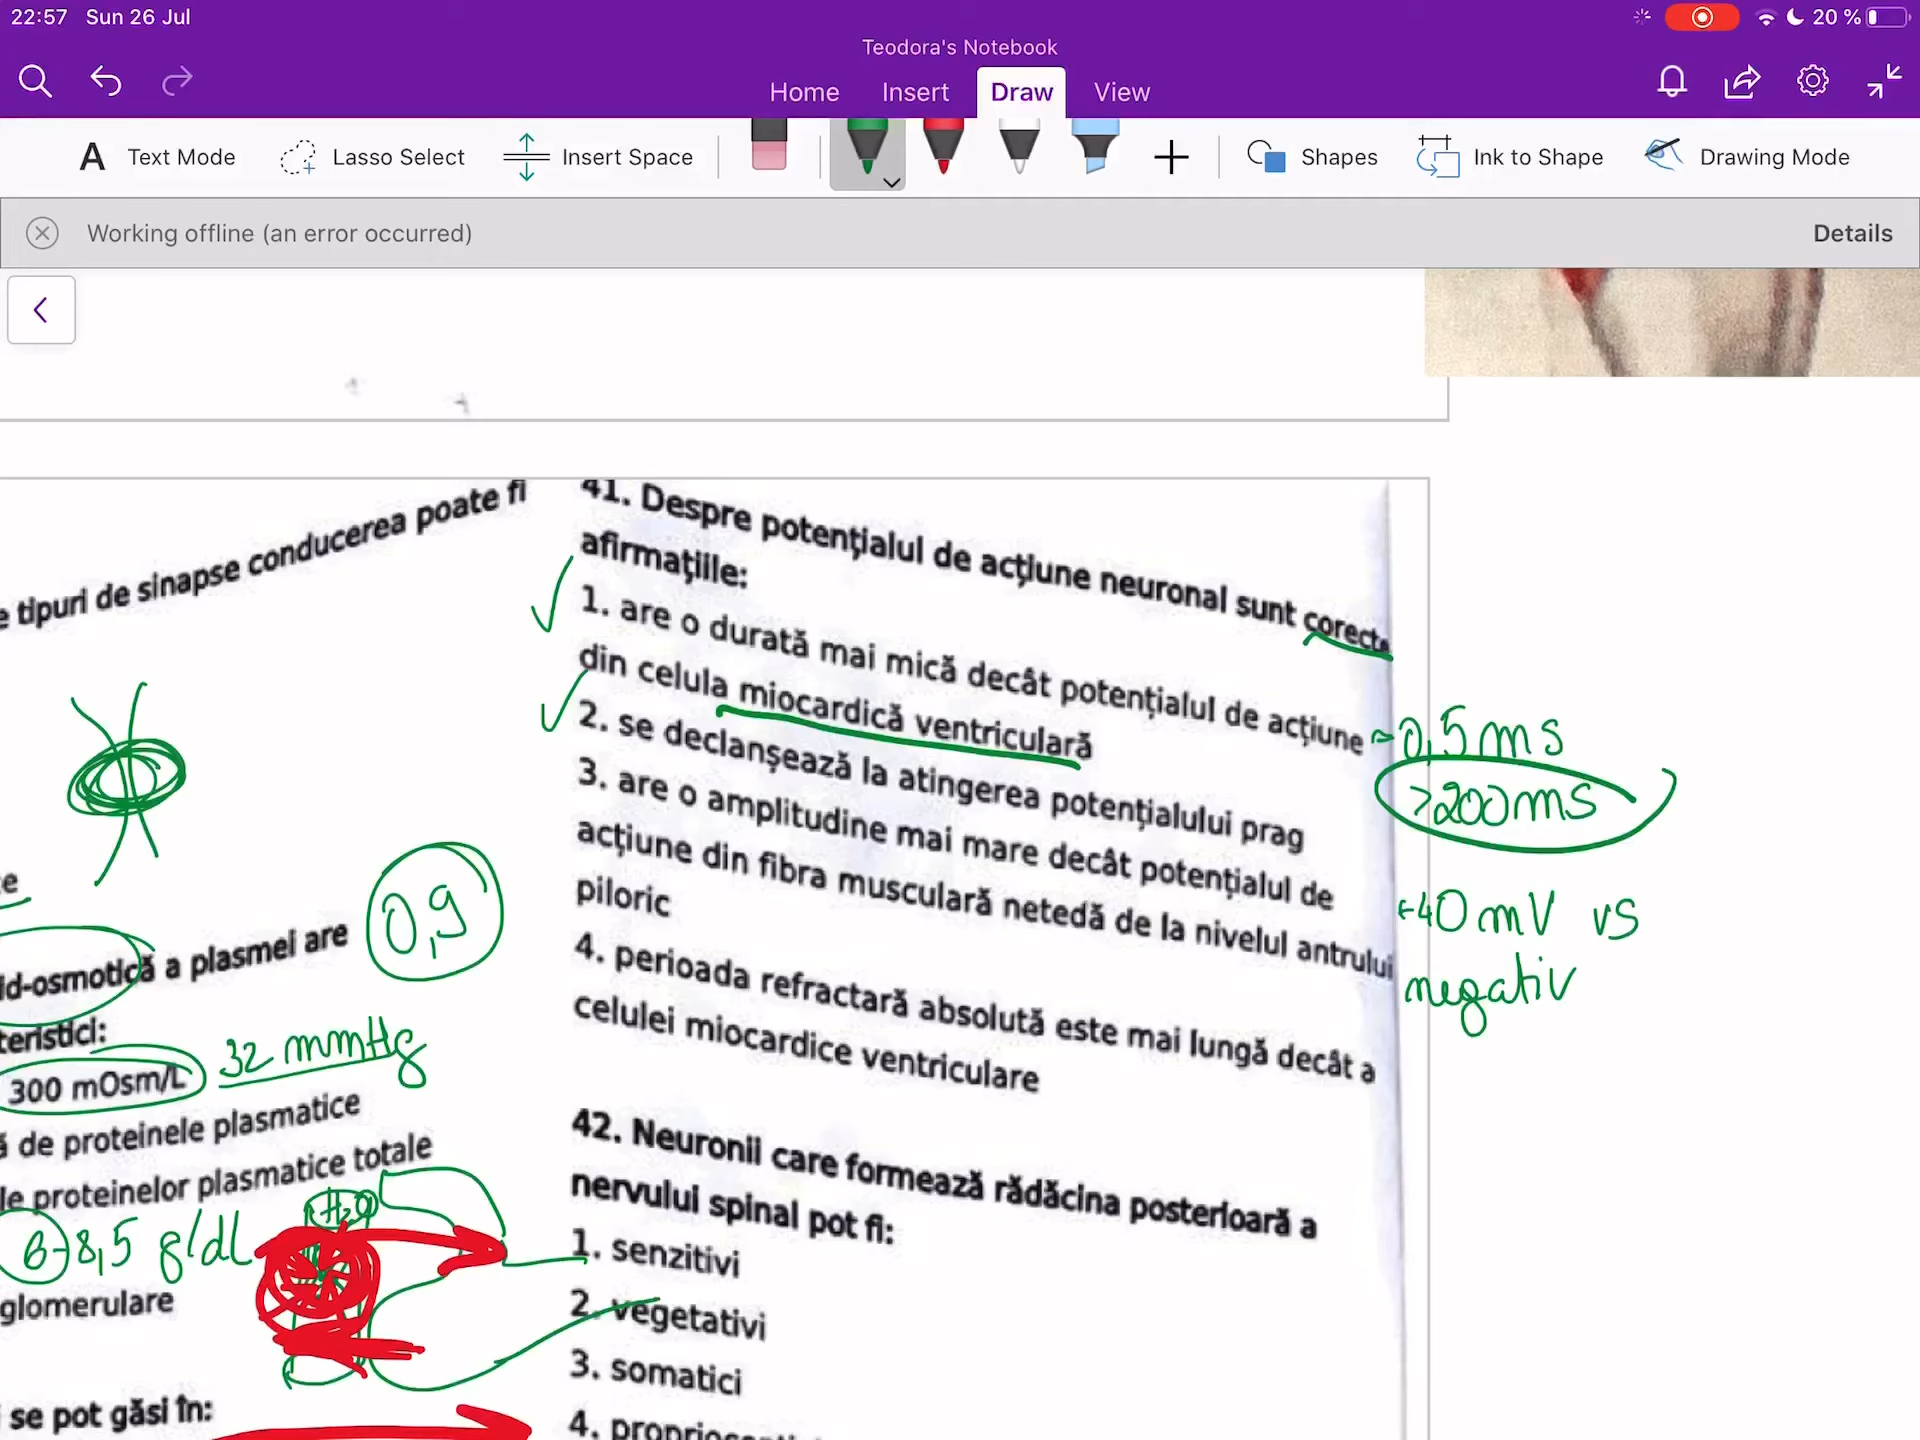 22:57 Sun 26 Jul
20 %
Teodora's Notebook
Home Insert Draw View
A Text Mode Lasso Select Insert Space Shapes Ink to Shape Drawing Mode
Working offline (an error occurred) Details
e tipuri de sinapse conducerea poate fi
0,9
id-osmotică a plasmei are
teristici:
300 mOsm/L 32 mmHg
ă de proteinele plasmatice
le proteinelor plasmatice totale
H₂O
6-8,5 g/dL
glomerulare
se pot găsi în:
41. Despre potențialul de acțiune neuronal sunt corecte
afirmațiile:
1. are o durată mai mică decât potențialul de acțiune
din celula miocardică ventriculară
2. se declanșează la atingerea potențialului prag
3. are o amplitudine mai mare decât potențialul de
acțiune din fibra musculară netedă de la nivelul antrului
piloric
4. perioada refractară absolută este mai lungă decât a
celulei miocardice ventriculare
~0,5 ms
>200 ms
+40 mV vs
negativ
42. Neuronii care formează rădăcina posterioară a
nervului spinal pot fi:
1. senzitivi
2. vegetativi
3. somatici
4.